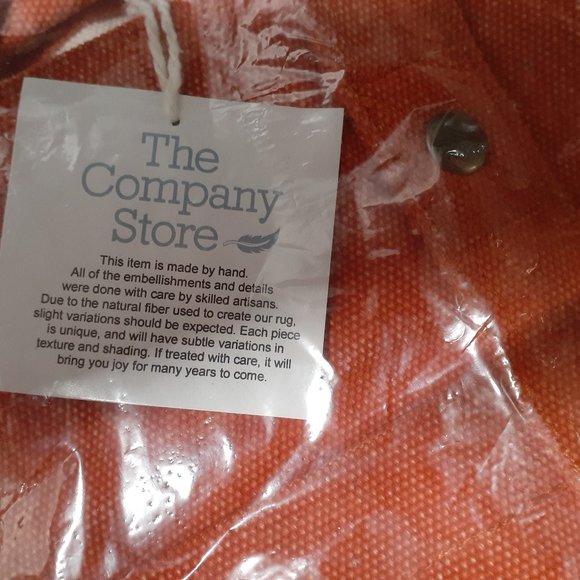 The
Company
Store
This item is made by hand.
All of the embellishments and details
were done with care by skilled artisans.
Due to the natural fiber used to create our rug,
slight variations should be expected. Each piece
is unique, and will have subtle variations in
texture and shading. If treated with care, it will
bring you joy for many years to come.